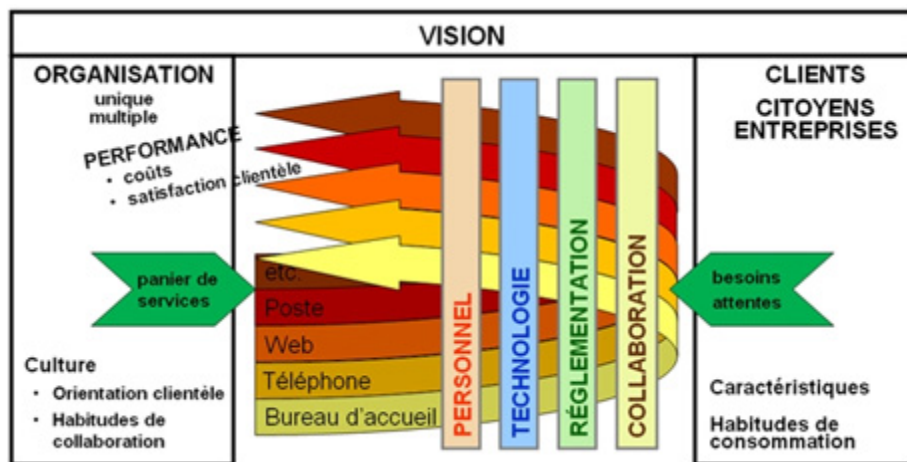 VISION
ORGANISATION
unique
multiple
PERFORMANCE
• coûts
• satisfaction clientèle
panier de
services
Culture
• Orientation clientèle
• Habitudes de
collaboration
etc.
Poste
Web
Téléphone
Bureau d'accueil
PERSONNEL
TECHNOLOGIE
RÉGLEMENTATION
COLLABORATION
CLIENTS
CITOYENS
ENTREPRISES
besoins
attentes
Caractéristiques
Habitudes de
consommation